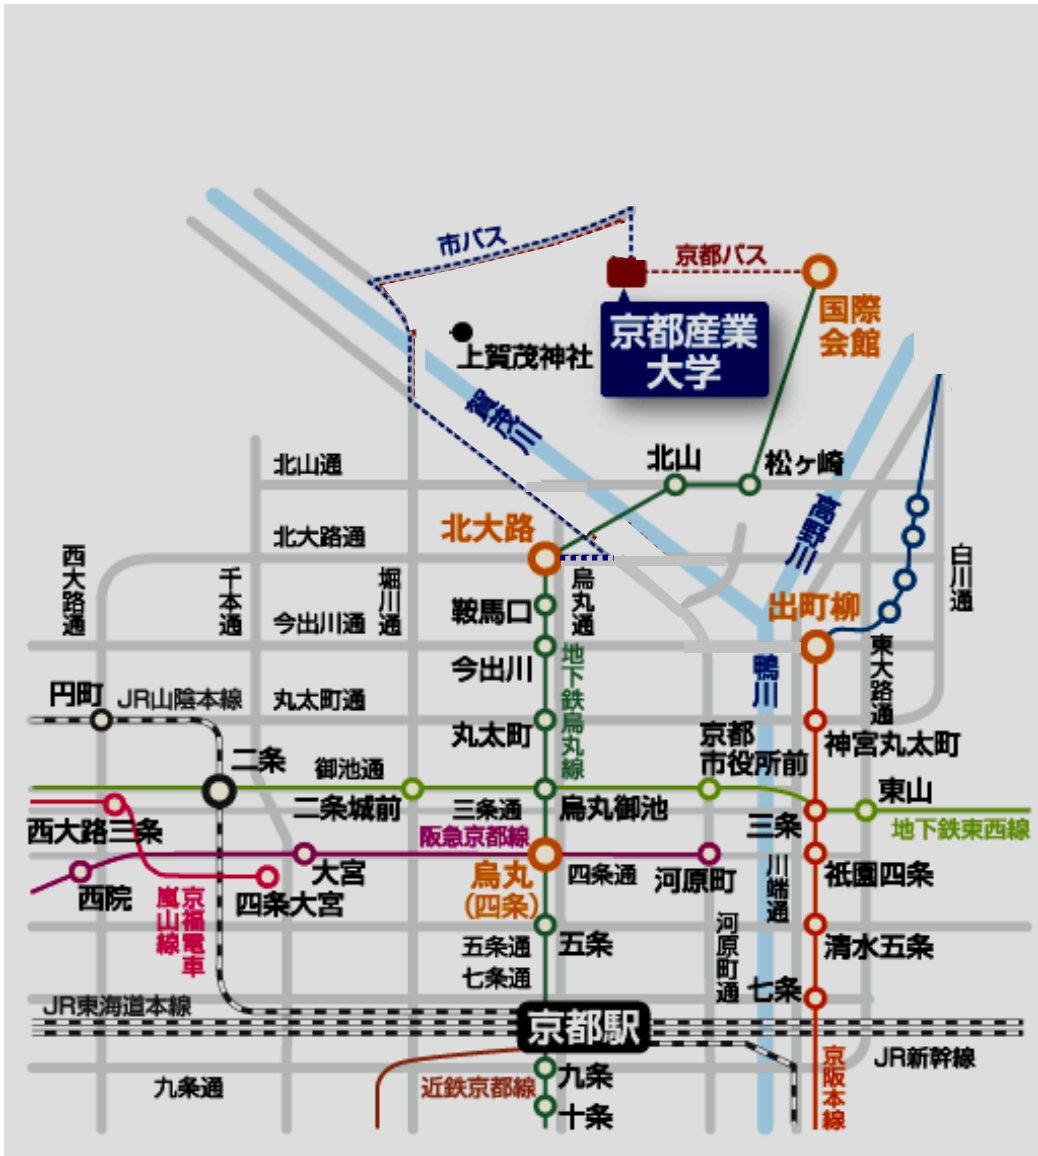 市バス
京都バス
国際
会館
京都産業
大学
上賀茂神社
賀茂川
北山
松ヶ崎
北山通
高野川
北大路
北大路通
西大路通
千本通
堀川通
烏丸通
白川通
鞍馬口
出町柳
今出川通
今出川
地下鉄烏丸線
鴨川
東大路通
円町
JR山陰本線
丸太町通
丸太町
京都
市役所前
神宮丸太町
二条
御池通
二条城前
三条通
烏丸御池
三条
東山
地下鉄東西線
西大路三条
阪急京都線
大宮
烏丸
(四条)
四条通
河原町
川端通
祇園四条
西院
京福電車
嵐山線
四条大宮
五条通
五条
河原町通
清水五条
七条通
七条
JR東海道本線
京都駅
JR新幹線
九条通
近鉄京都線
九条
十条
京阪本線